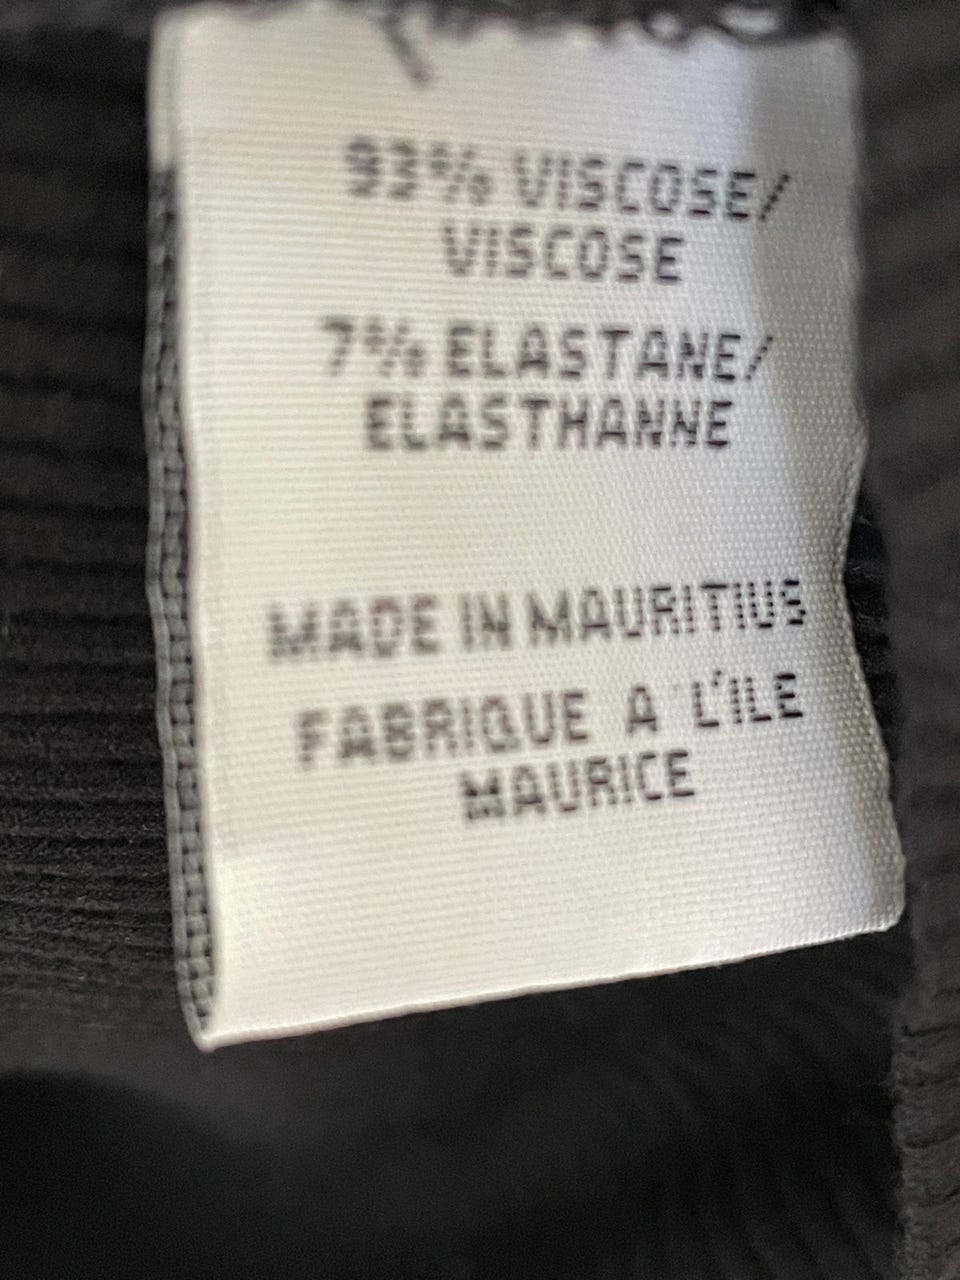 93% VISCOSE/
VISCOSE
7% ELASTANE/
ELASTHANNE
MADE IN MAURITIUS
FABRIQUE A L'ILE
MAURICE